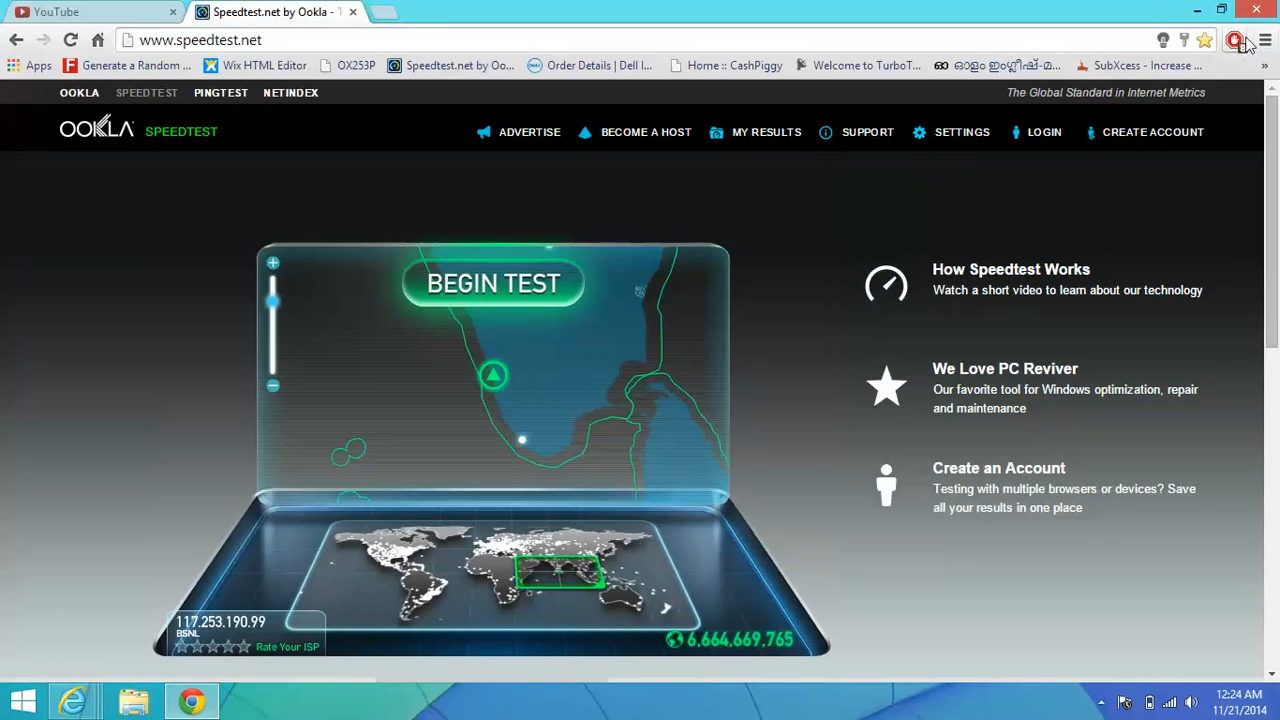 YouTube
Speedtest.net by Ookla - T
www.speedtest.net
Apps
Generate a Random ...
Wix HTML Editor
OX253P
Speedtest.net by Oo...
Order Details | Dell I...
Home :: CashPiggy
Welcome to TurboT...
ഓളം ഇംഗ്ലീഷ്-മ...
SubXcess - Increase ...
»
OOKLA SPEEDTEST PINGTEST NETINDEX
The Global Standard in Internet Metrics
OOKLA SPEEDTEST
ADVERTISE BECOME A HOST MY RESULTS SUPPORT SETTINGS LOGIN CREATE ACCOUNT
BEGIN TEST
How Speedtest Works
Watch a short video to learn about our technology
We Love PC Reviver
Our favorite tool for Windows optimization, repair
and maintenance
Create an Account
Testing with multiple browsers or devices? Save
all your results in one place
117.253.190.99
BSNL
Rate Your ISP
6,664,669,765
12:24 AM
11/21/2014